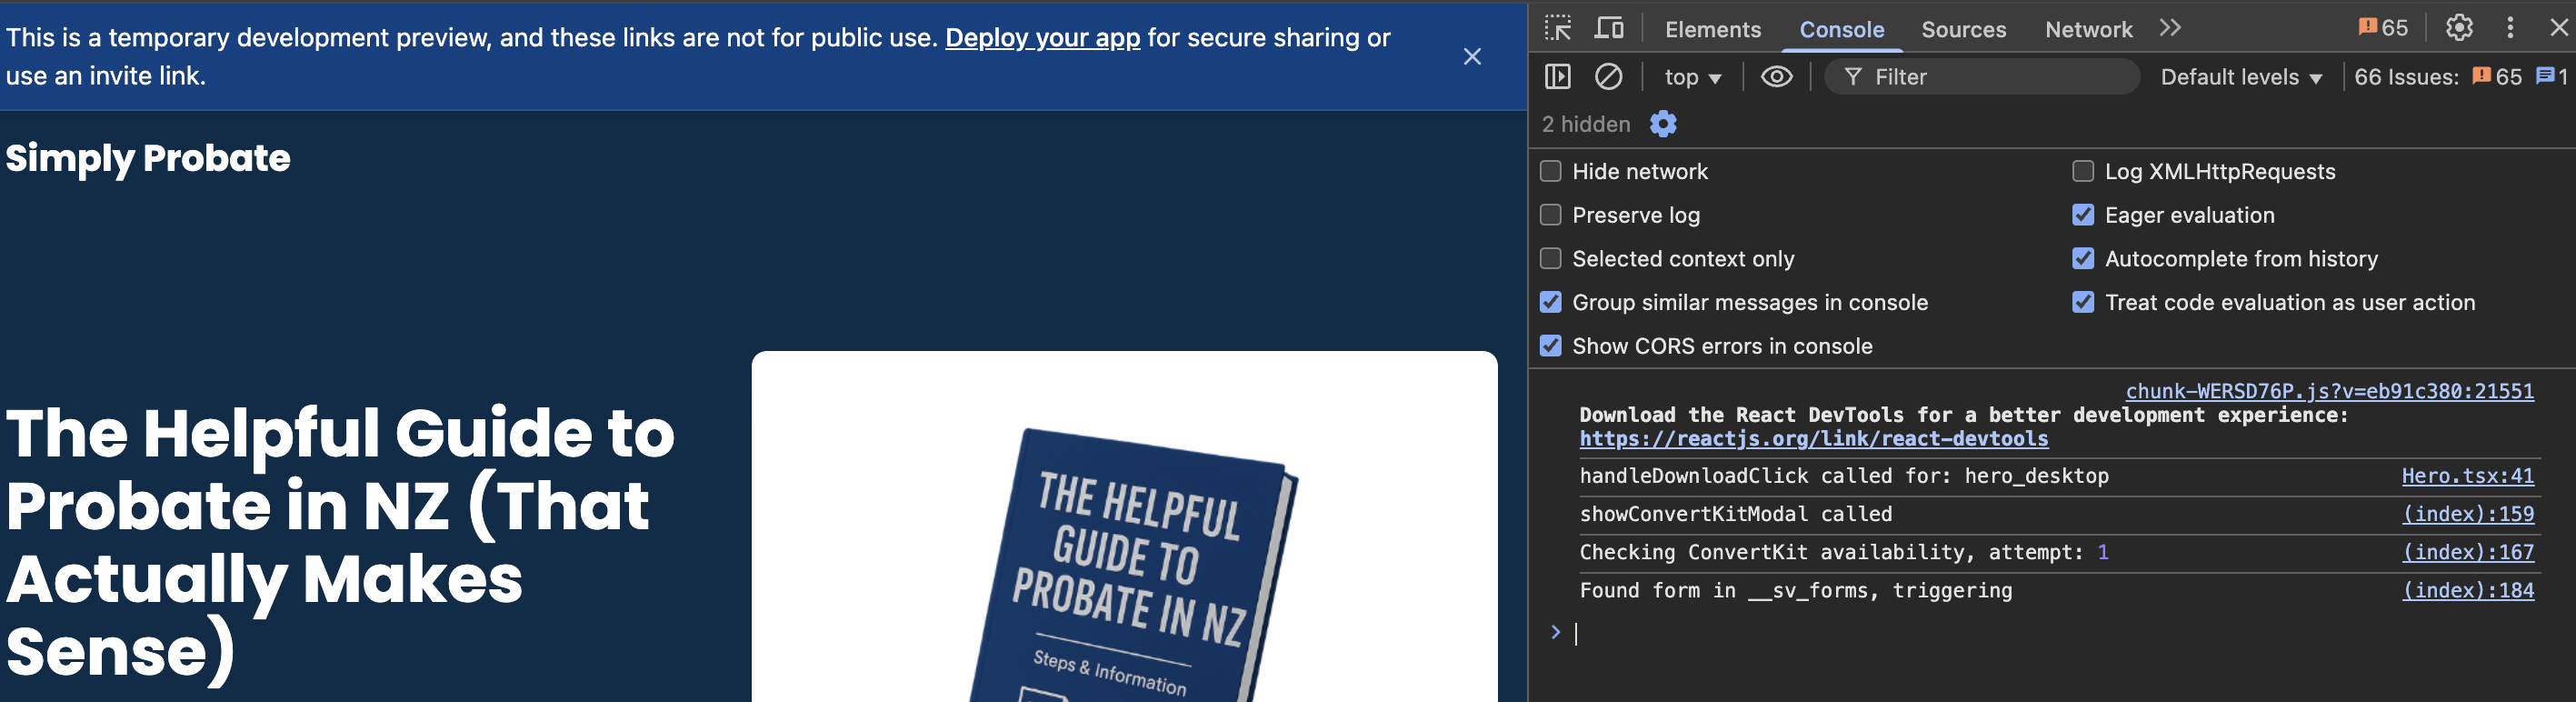 This is a temporary development preview, and these links are not for public use. Deploy your app for secure sharing or
use an invite link.
Simply Probate
The Helpful Guide to
Probate in NZ (That
Actually Makes
Sense)
THE HELPFUL
GUIDE TO
PROBATE IN NZ
Steps & Information
Elements Console Sources Network 65
top Filter Default levels 66 Issues: 65 1
2 hidden
Hide network Log XMLHttpRequests
Preserve log Eager evaluation
Selected context only Autocomplete from history
Group similar messages in console Treat code evaluation as user action
Show CORS errors in console
chunk-WERSD76P.js?v=eb91c380:21551
Download the React DevTools for a better development experience:
https://reactjs.org/link/react-devtools
handleDownloadClick called for: hero_desktop Hero.tsx:41
showConvertKitModal called (index):159
Checking ConvertKit availability, attempt: 1 (index):167
Found form in __sv_forms, triggering (index):184